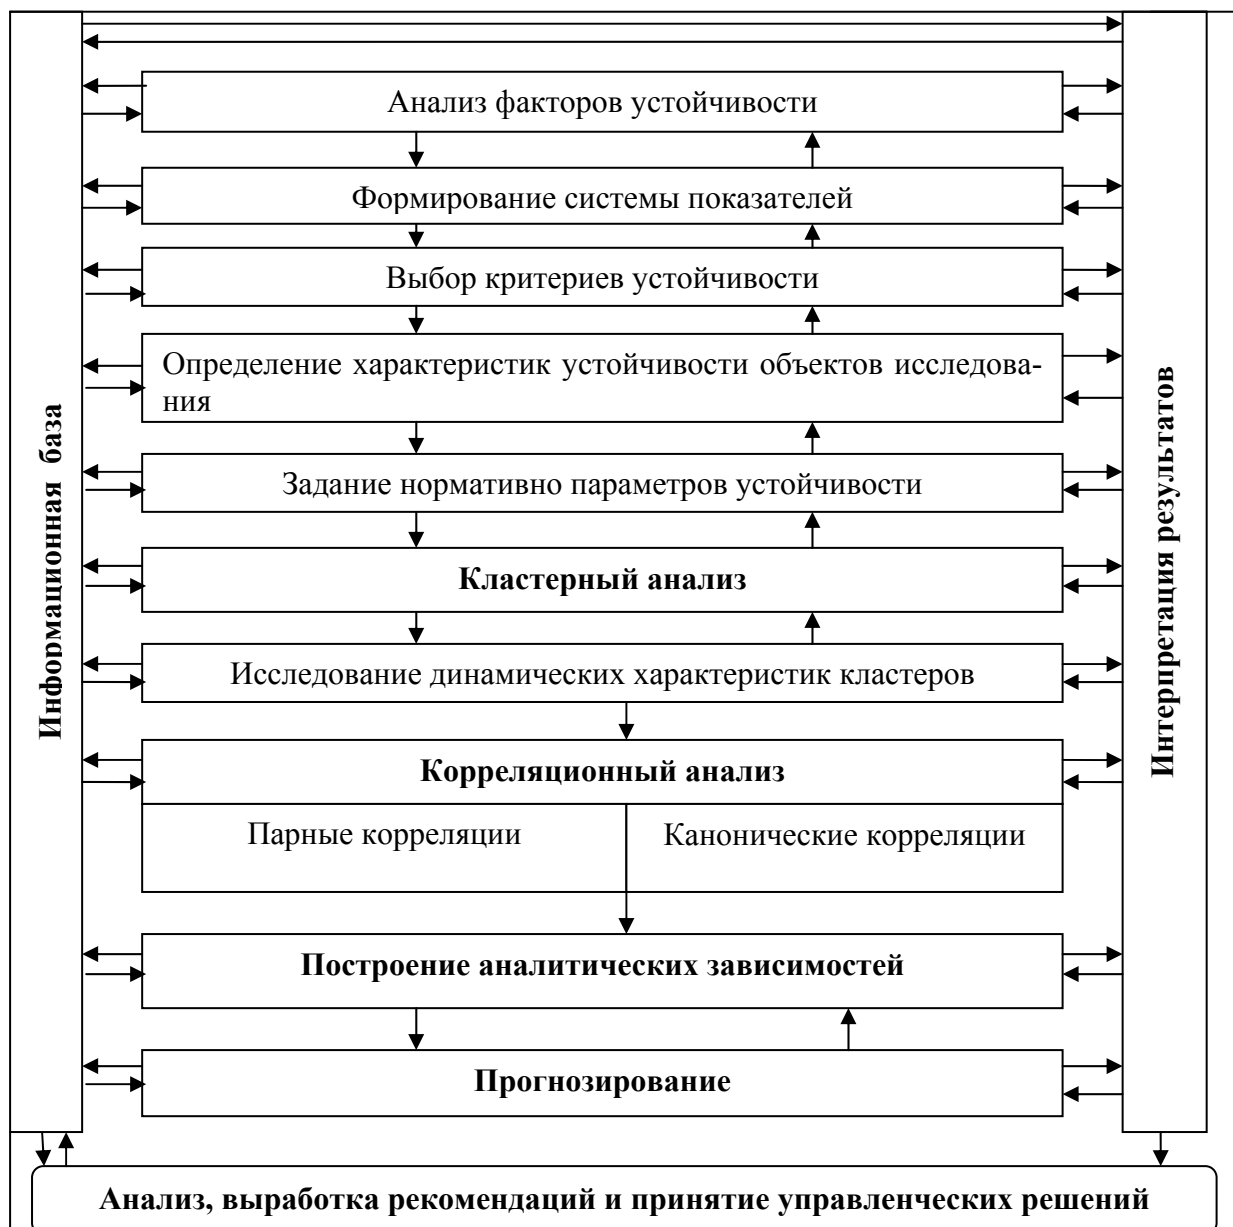 Информационная база
Анализ факторов устойчивости
Формирование системы показателей
Выбор критериев устойчивости
Определение характеристик устойчивости объектов исследова-
ния
Задание нормативно параметров устойчивости
Кластерный анализ
Исследование динамических характеристик кластеров
Корреляционный анализ
Парные корреляции
Канонические корреляции
Построение аналитических зависимостей
Прогнозирование
Интерпретация результатов
Анализ, выработка рекомендаций и принятие управленческих решений